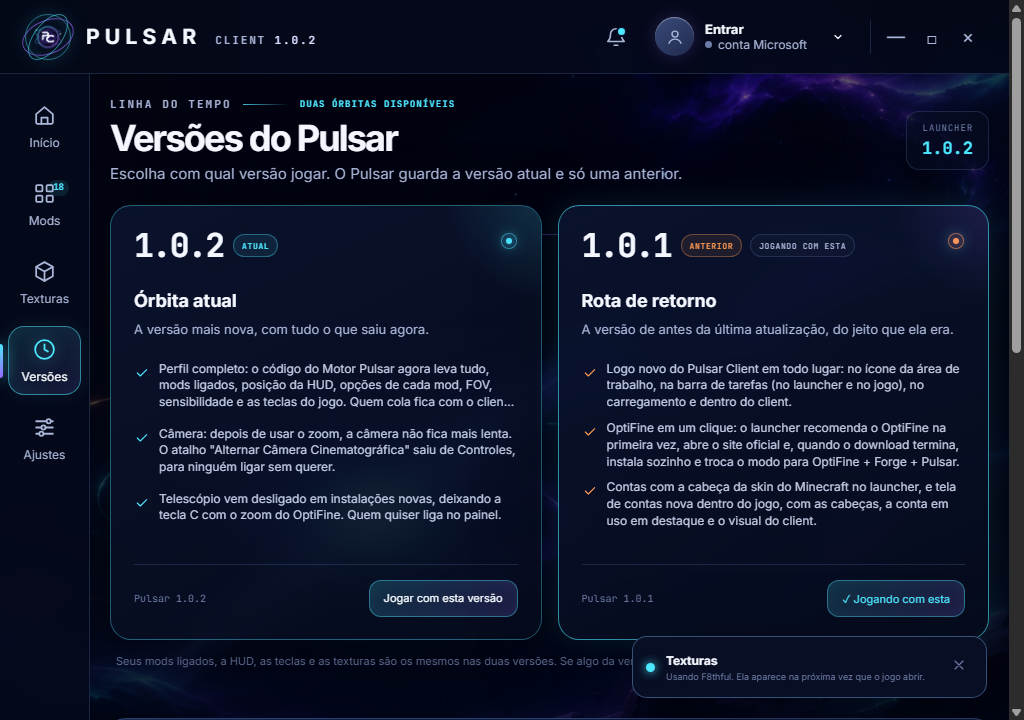 PULSAR
CLIENT 1.0.2
Entrar
conta Microsoft
Início
18
Mods
Texturas
Versões
Ajustes
LINHA DO TEMPO
DUAS ÓRBITAS DISPONÍVEIS
Versões do Pulsar
Escolha com qual versão jogar. O Pulsar guarda a versão atual e só uma anterior.
LAUNCHER
1.0.2
1.0.2 ATUAL
Órbita atual
A versão mais nova, com tudo o que saiu agora.
Perfil completo: o código do Motor Pulsar agora leva tudo,
mods ligados, posição da HUD, opções de cada mod, FOV,
sensibilidade e as teclas do jogo. Quem cola fica com o clien...
Câmera: depois de usar o zoom, a câmera não fica mais lenta.
O atalho "Alternar Câmera Cinematográfica" saiu de Controles,
para ninguém ligar sem querer.
Telescópio vem desligado em instalações novas, deixando a
tecla C com o zoom do OptiFine. Quem quiser liga no painel.
Pulsar 1.0.2
Jogar com esta versão
1.0.1 ANTERIOR JOGANDO COM ESTA
Rota de retorno
A versão de antes da última atualização, do jeito que ela era.
Logo novo do Pulsar Client em todo lugar: no ícone da área de
trabalho, na barra de tarefas (no launcher e no jogo), no
carregamento e dentro do client.
OptiFine em um clique: o launcher recomenda o OptiFine na
primeira vez, abre o site oficial e, quando o download termina,
instala sozinho e troca o modo para OptiFine + Forge + Pulsar.
Contas com a cabeça da skin do Minecraft no launcher, e tela
de contas nova dentro do jogo, com as cabeças, a conta em
uso em destaque e o visual do client.
Pulsar 1.0.1
✓ Jogando com esta
Seus mods ligados, a HUD, as teclas e as texturas são os mesmos nas duas versões. Se algo da
Texturas
Usando F8thful. Ela aparece na próxima vez que o jogo abrir.